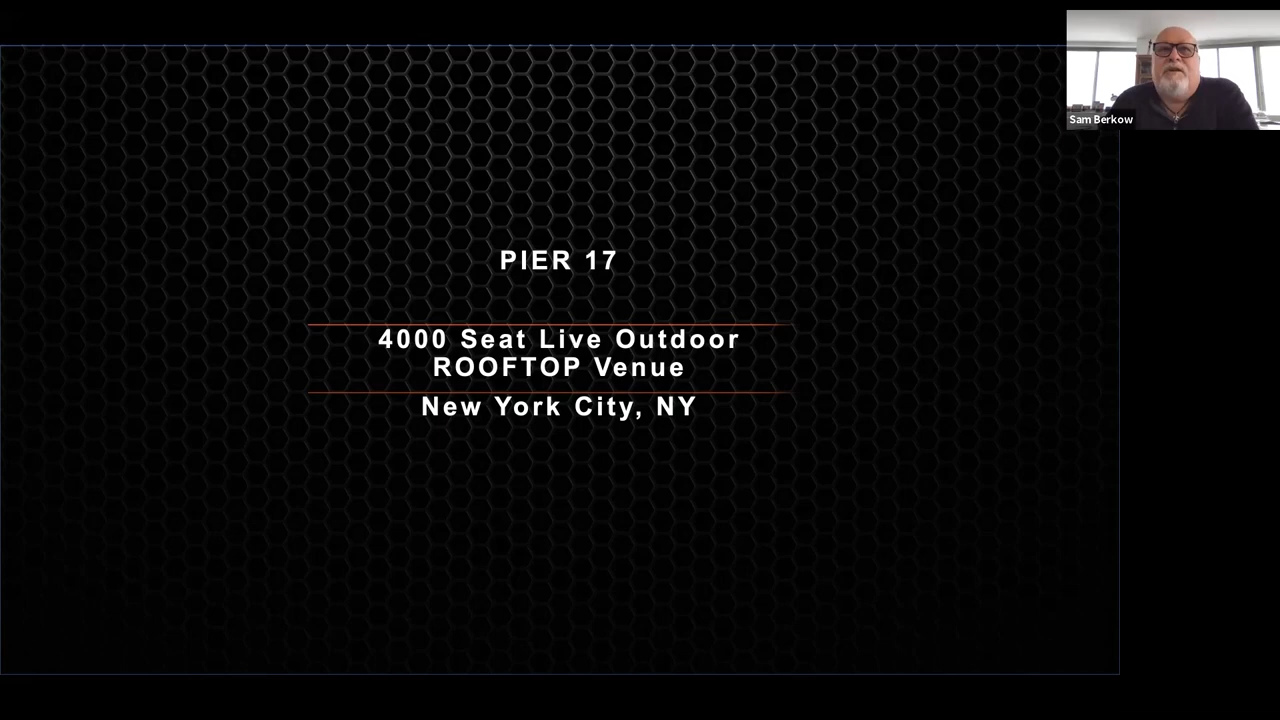 Sam Berkow
PIER 17
4000 Seat Live Outdoor
ROOFTOP Venue
New York City, NY